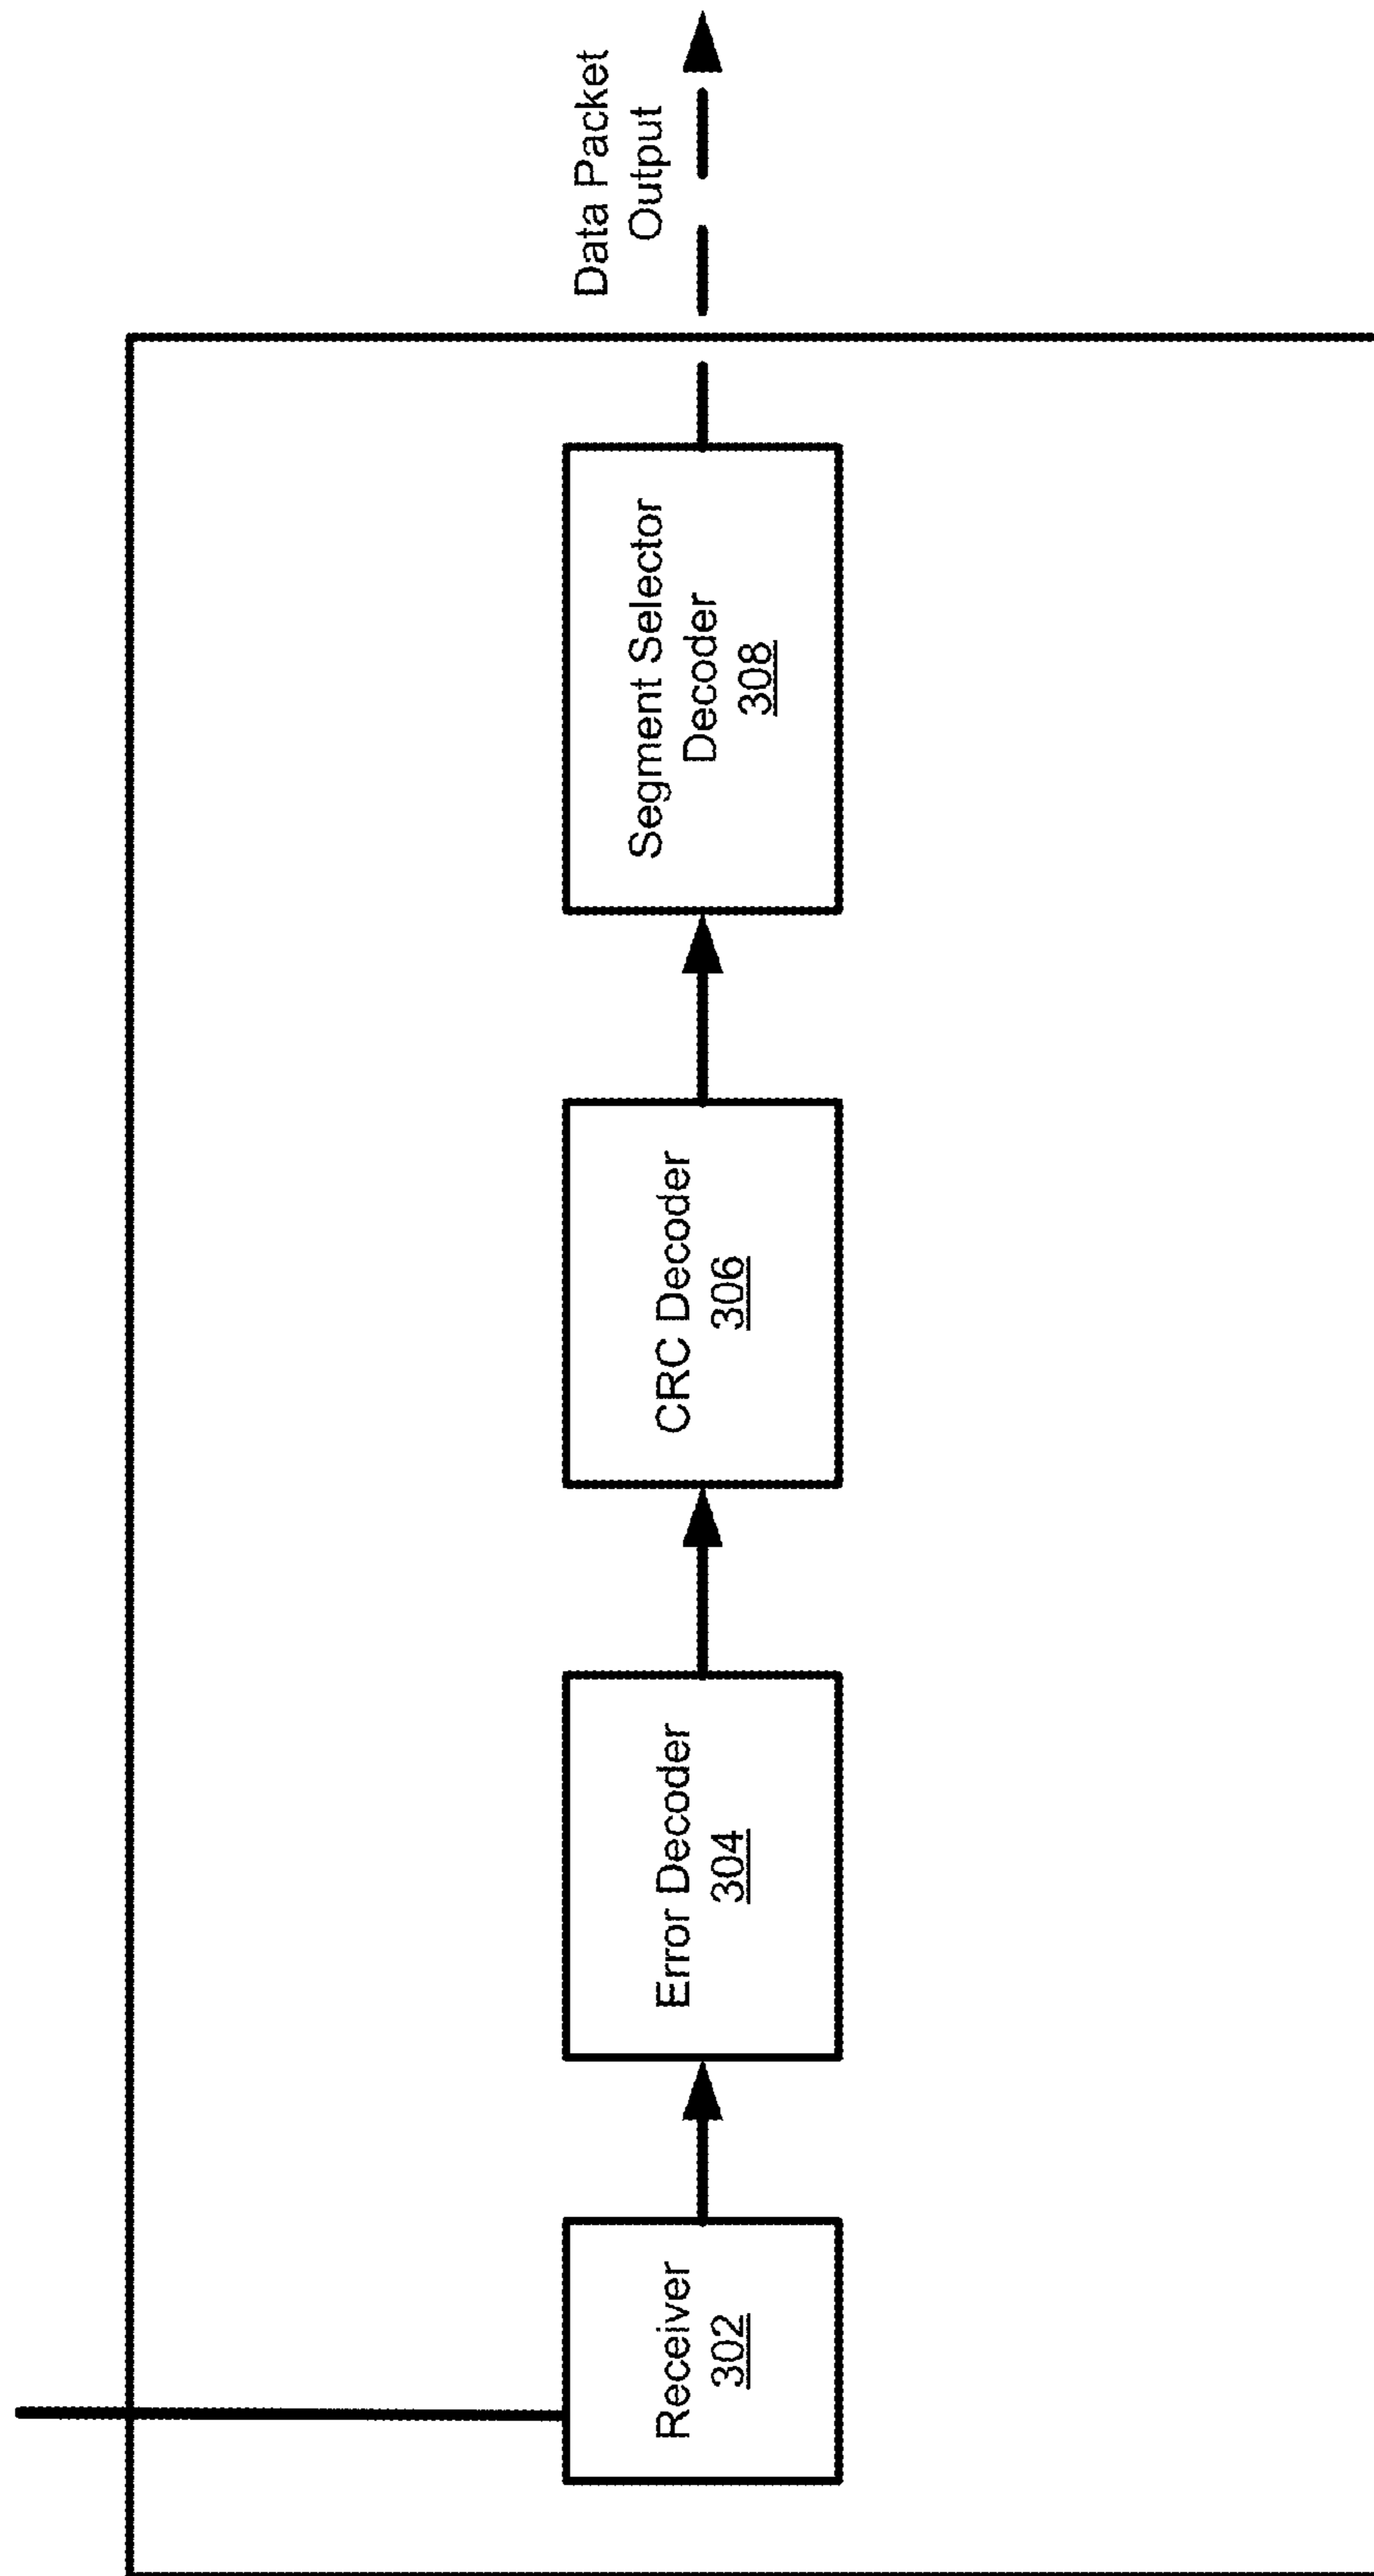 Receiver
302
Error Decoder
304
CRC Decoder
306
Segment Selector
Decoder
308
Data Packet
Output